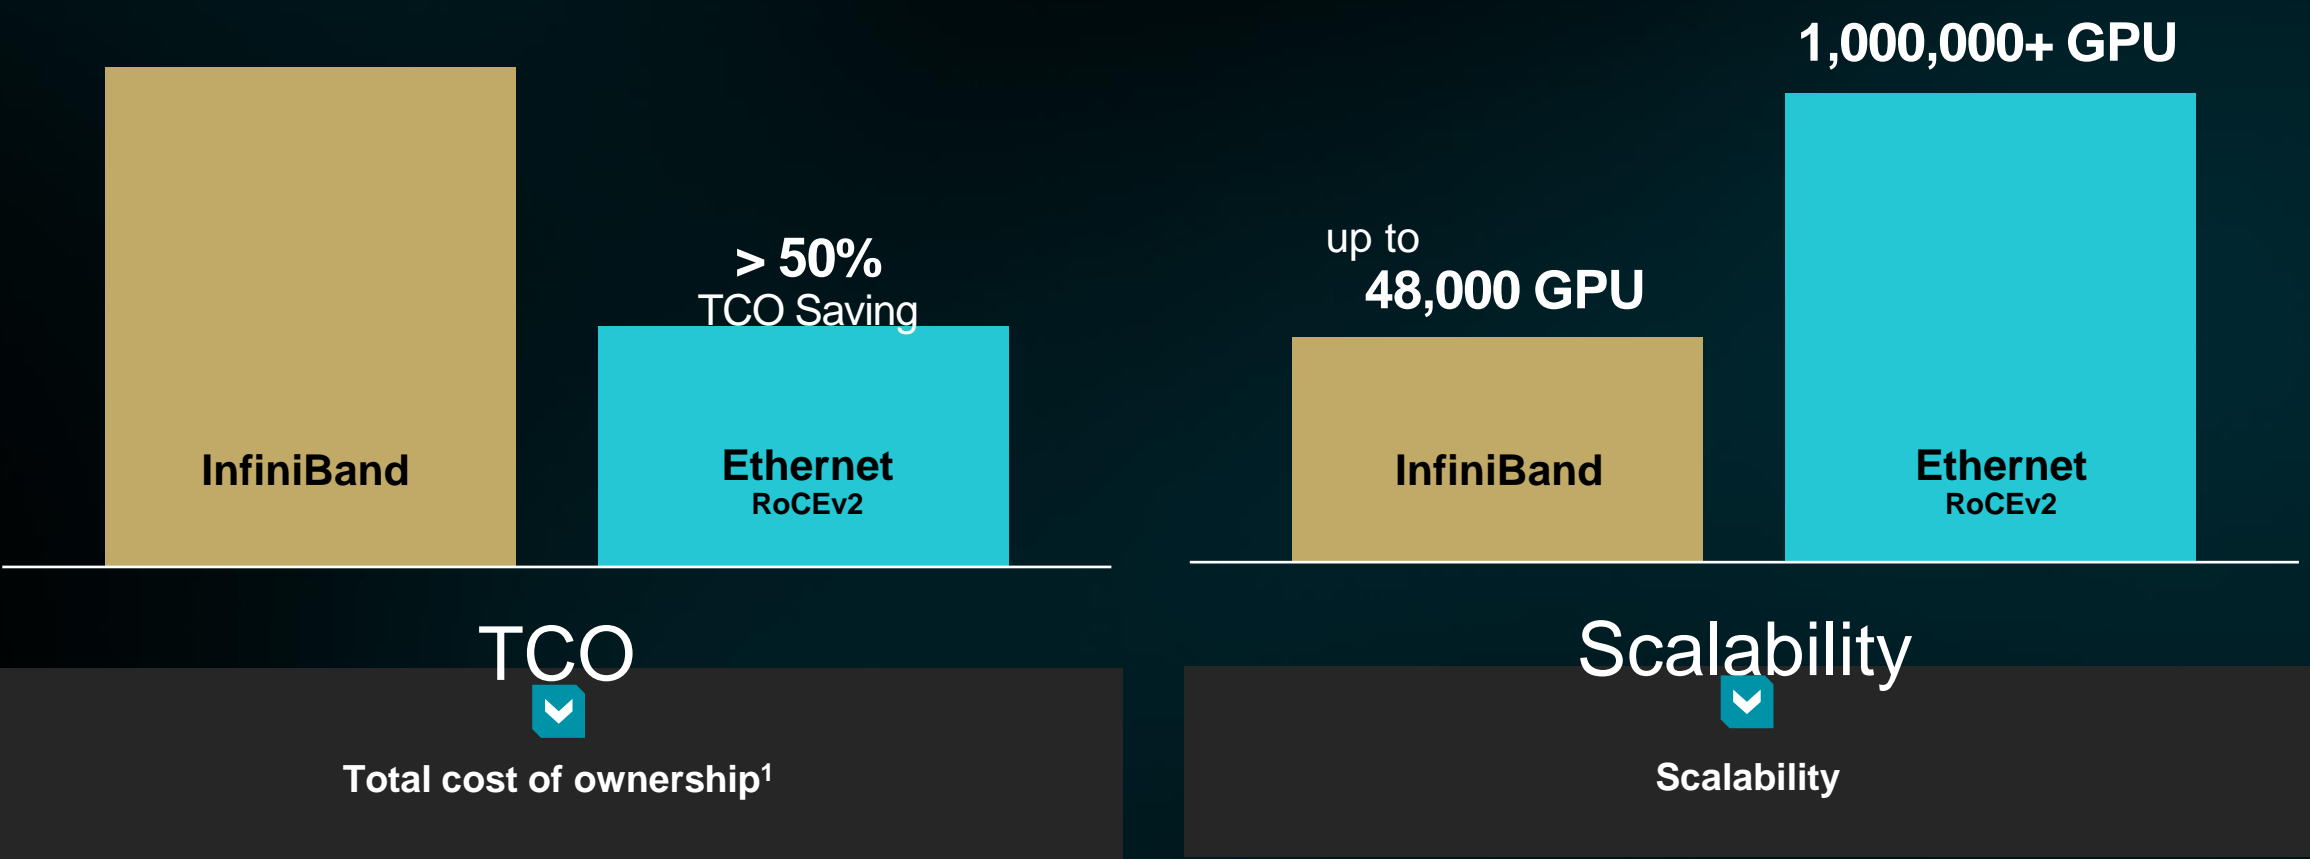 > 50%
TCO Saving
InfiniBand
Ethernet
RoCEv2
TCO
Total cost of ownership¹
1,000,000+ GPU
up to
48,000 GPU
InfiniBand
Ethernet
RoCEv2
Scalability
Scalability